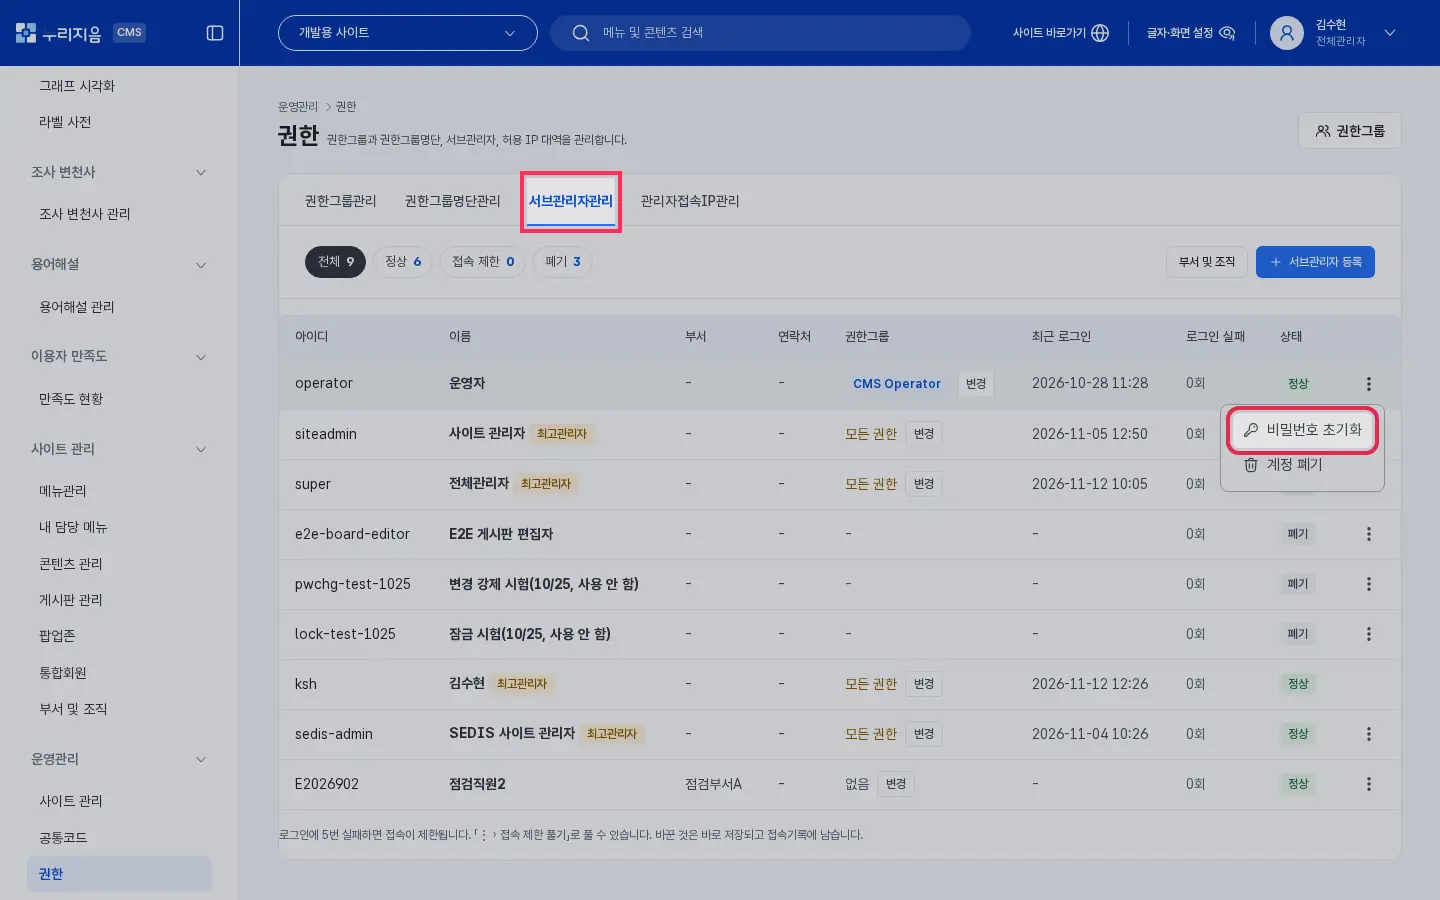 누리지음 CMS
개발용 사이트
메뉴 및 콘텐츠 검색
사이트 바로가기
글자·화면 설정
김수현
전체관리자
그래프 시각화
라벨 사전
조사 변천사
조사 변천사 관리
용어해설
용어해설 관리
이용자 만족도
만족도 현황
사이트 관리
메뉴관리
내 담당 메뉴
콘텐츠 관리
게시판 관리
팝업존
통합회원
부서 및 조직
운영관리
사이트 관리
공통코드
권한
운영관리 > 권한
권한 권한그룹과 권한그룹명단, 서브관리자, 허용 IP 대역을 관리합니다.
권한그룹
권한그룹관리 권한그룹명단관리 서브관리자관리 관리자접속IP관리
전체 9 정상 6 접속 제한 0 폐기 3
부서 및 조직 + 서브관리자 등록
아이디 이름 부서 연락처 권한그룹 최근 로그인 로그인 실패 상태
operator 운영자 - - CMS Operator 변경 2026-10-28 11:28 0회 정상
siteadmin 사이트 관리자 최고관리자 - - 모든 권한 변경 2026-11-05 12:50 0회
super 전체관리자 최고관리자 - - 모든 권한 변경 2026-11-12 10:05 0회
비밀번호 초기화
계정 폐기
e2e-board-editor E2E 게시판 편집자 - - - - 0회 폐기
pwchg-test-1025 변경 강제 시험(10/25, 사용 안 함) - - - - 0회 폐기
lock-test-1025 잠금 시험(10/25, 사용 안 함) - - - - 0회 폐기
ksh 김수현 최고관리자 - - 모든 권한 변경 2026-11-12 12:26 0회 정상
sedis-admin SEDIS 사이트 관리자 최고관리자 - - 모든 권한 변경 2026-11-04 10:26 0회 정상
E2026902 점검직원2 점검부서A - 없음 변경 - 0회 정상
로그인에 5번 실패하면 접속이 제한됩니다. 「⋮ › 접속 제한 풀기」로 풀 수 있습니다. 바꾼 것은 바로 저장되고 접속기록에 남습니다.